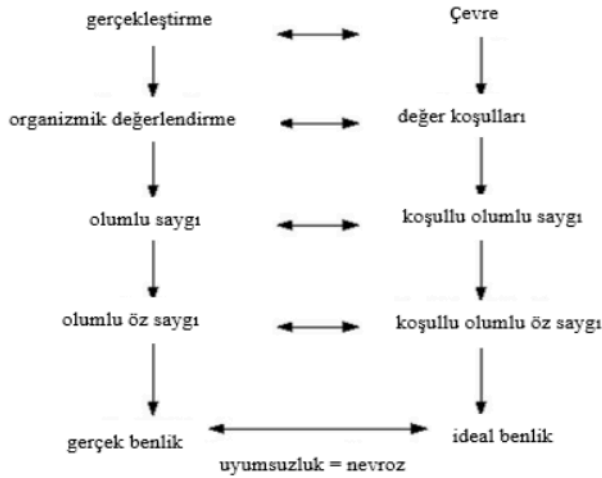 gerçekleştirme
Çevre
organizmik değerlendirme
değer koşulları
olumlu saygı
koşullu olumlu saygı
olumlu öz saygı
koşullu olumlu öz saygı
gerçek benlik
ideal benlik
uyumsuzluk = nevroz